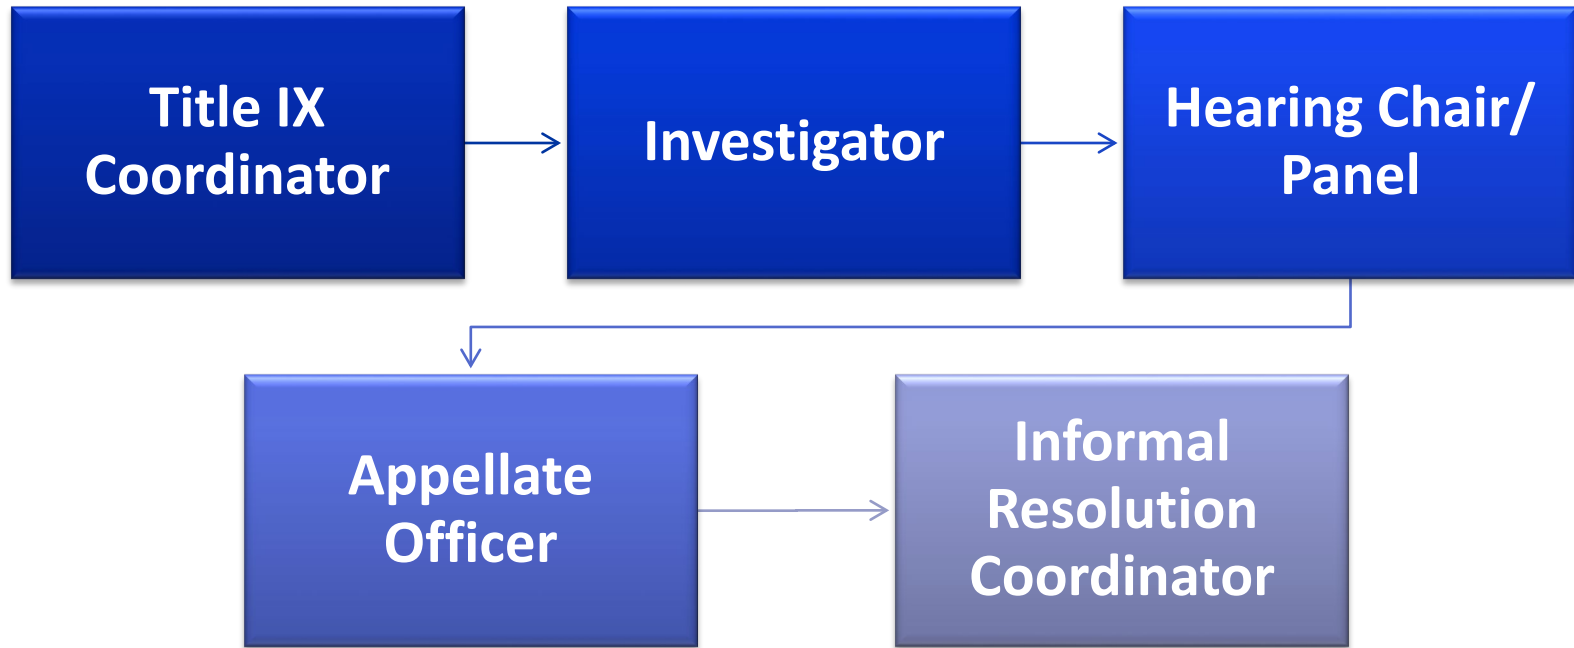 Title IX
Coordinator
Investigator
Hearing Chair/
Panel
Appellate
Officer
Informal
Resolution
Coordinator